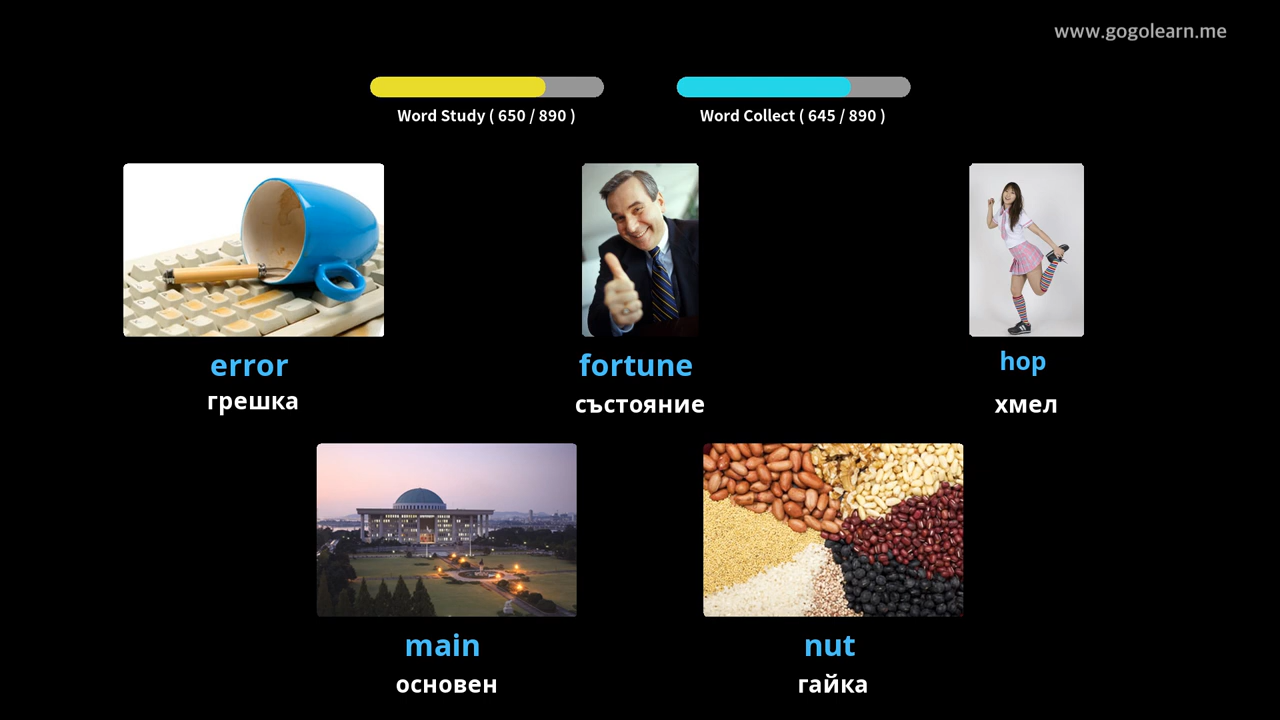 www.gogolearn.me
Word Study ( 650 / 890 )
Word Collect ( 645 / 890 )
error
грешка
fortune
състояние
hop
хмел
main
основен
nut
гайка